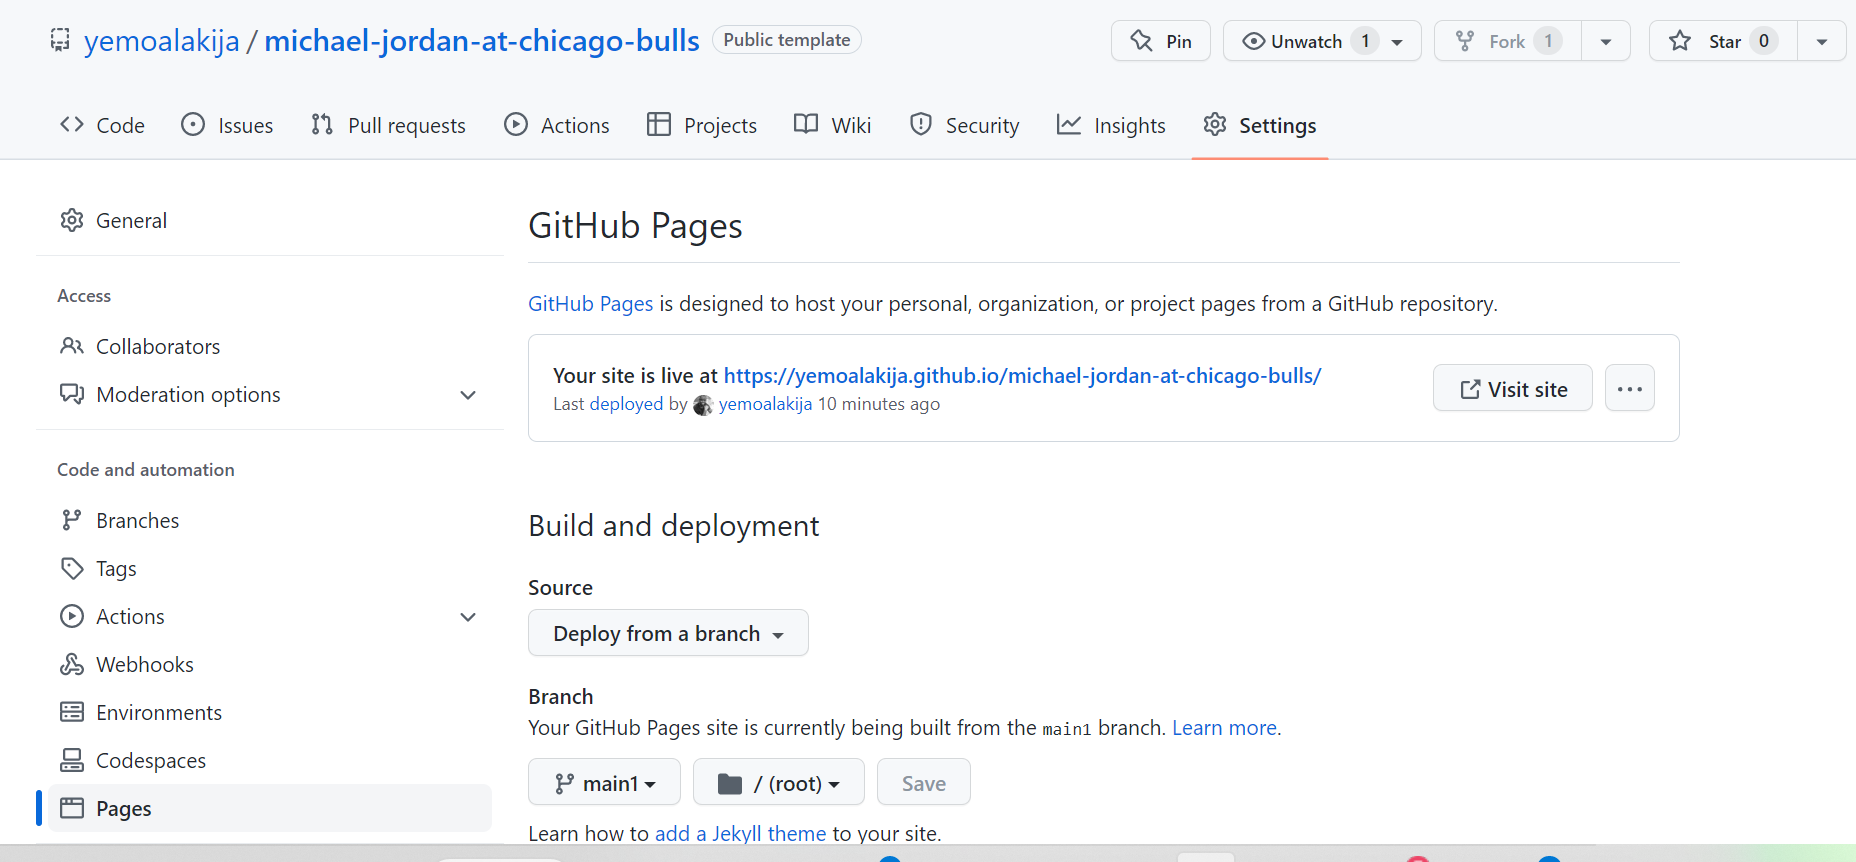 yemoalakija / michael-jordan-at-chicago-bulls Public template
Pin Unwatch 1 Fork 1 Star 0
Code Issues Pull requests Actions Projects Wiki Security Insights Settings
General
Access
Collaborators
Moderation options
Code and automation
Branches
Tags
Actions
Webhooks
Environments
Codespaces
Pages
GitHub Pages
GitHub Pages is designed to host your personal, organization, or project pages from a GitHub repository.
Your site is live at https://yemoalakija.github.io/michael-jordan-at-chicago-bulls/
Last deployed by yemoalakija 10 minutes ago
Visit site
Build and deployment
Source
Deploy from a branch
Branch
Your GitHub Pages site is currently being built from the main1 branch. Learn more.
main1 / (root) Save
Learn how to add a Jekyll theme to your site.